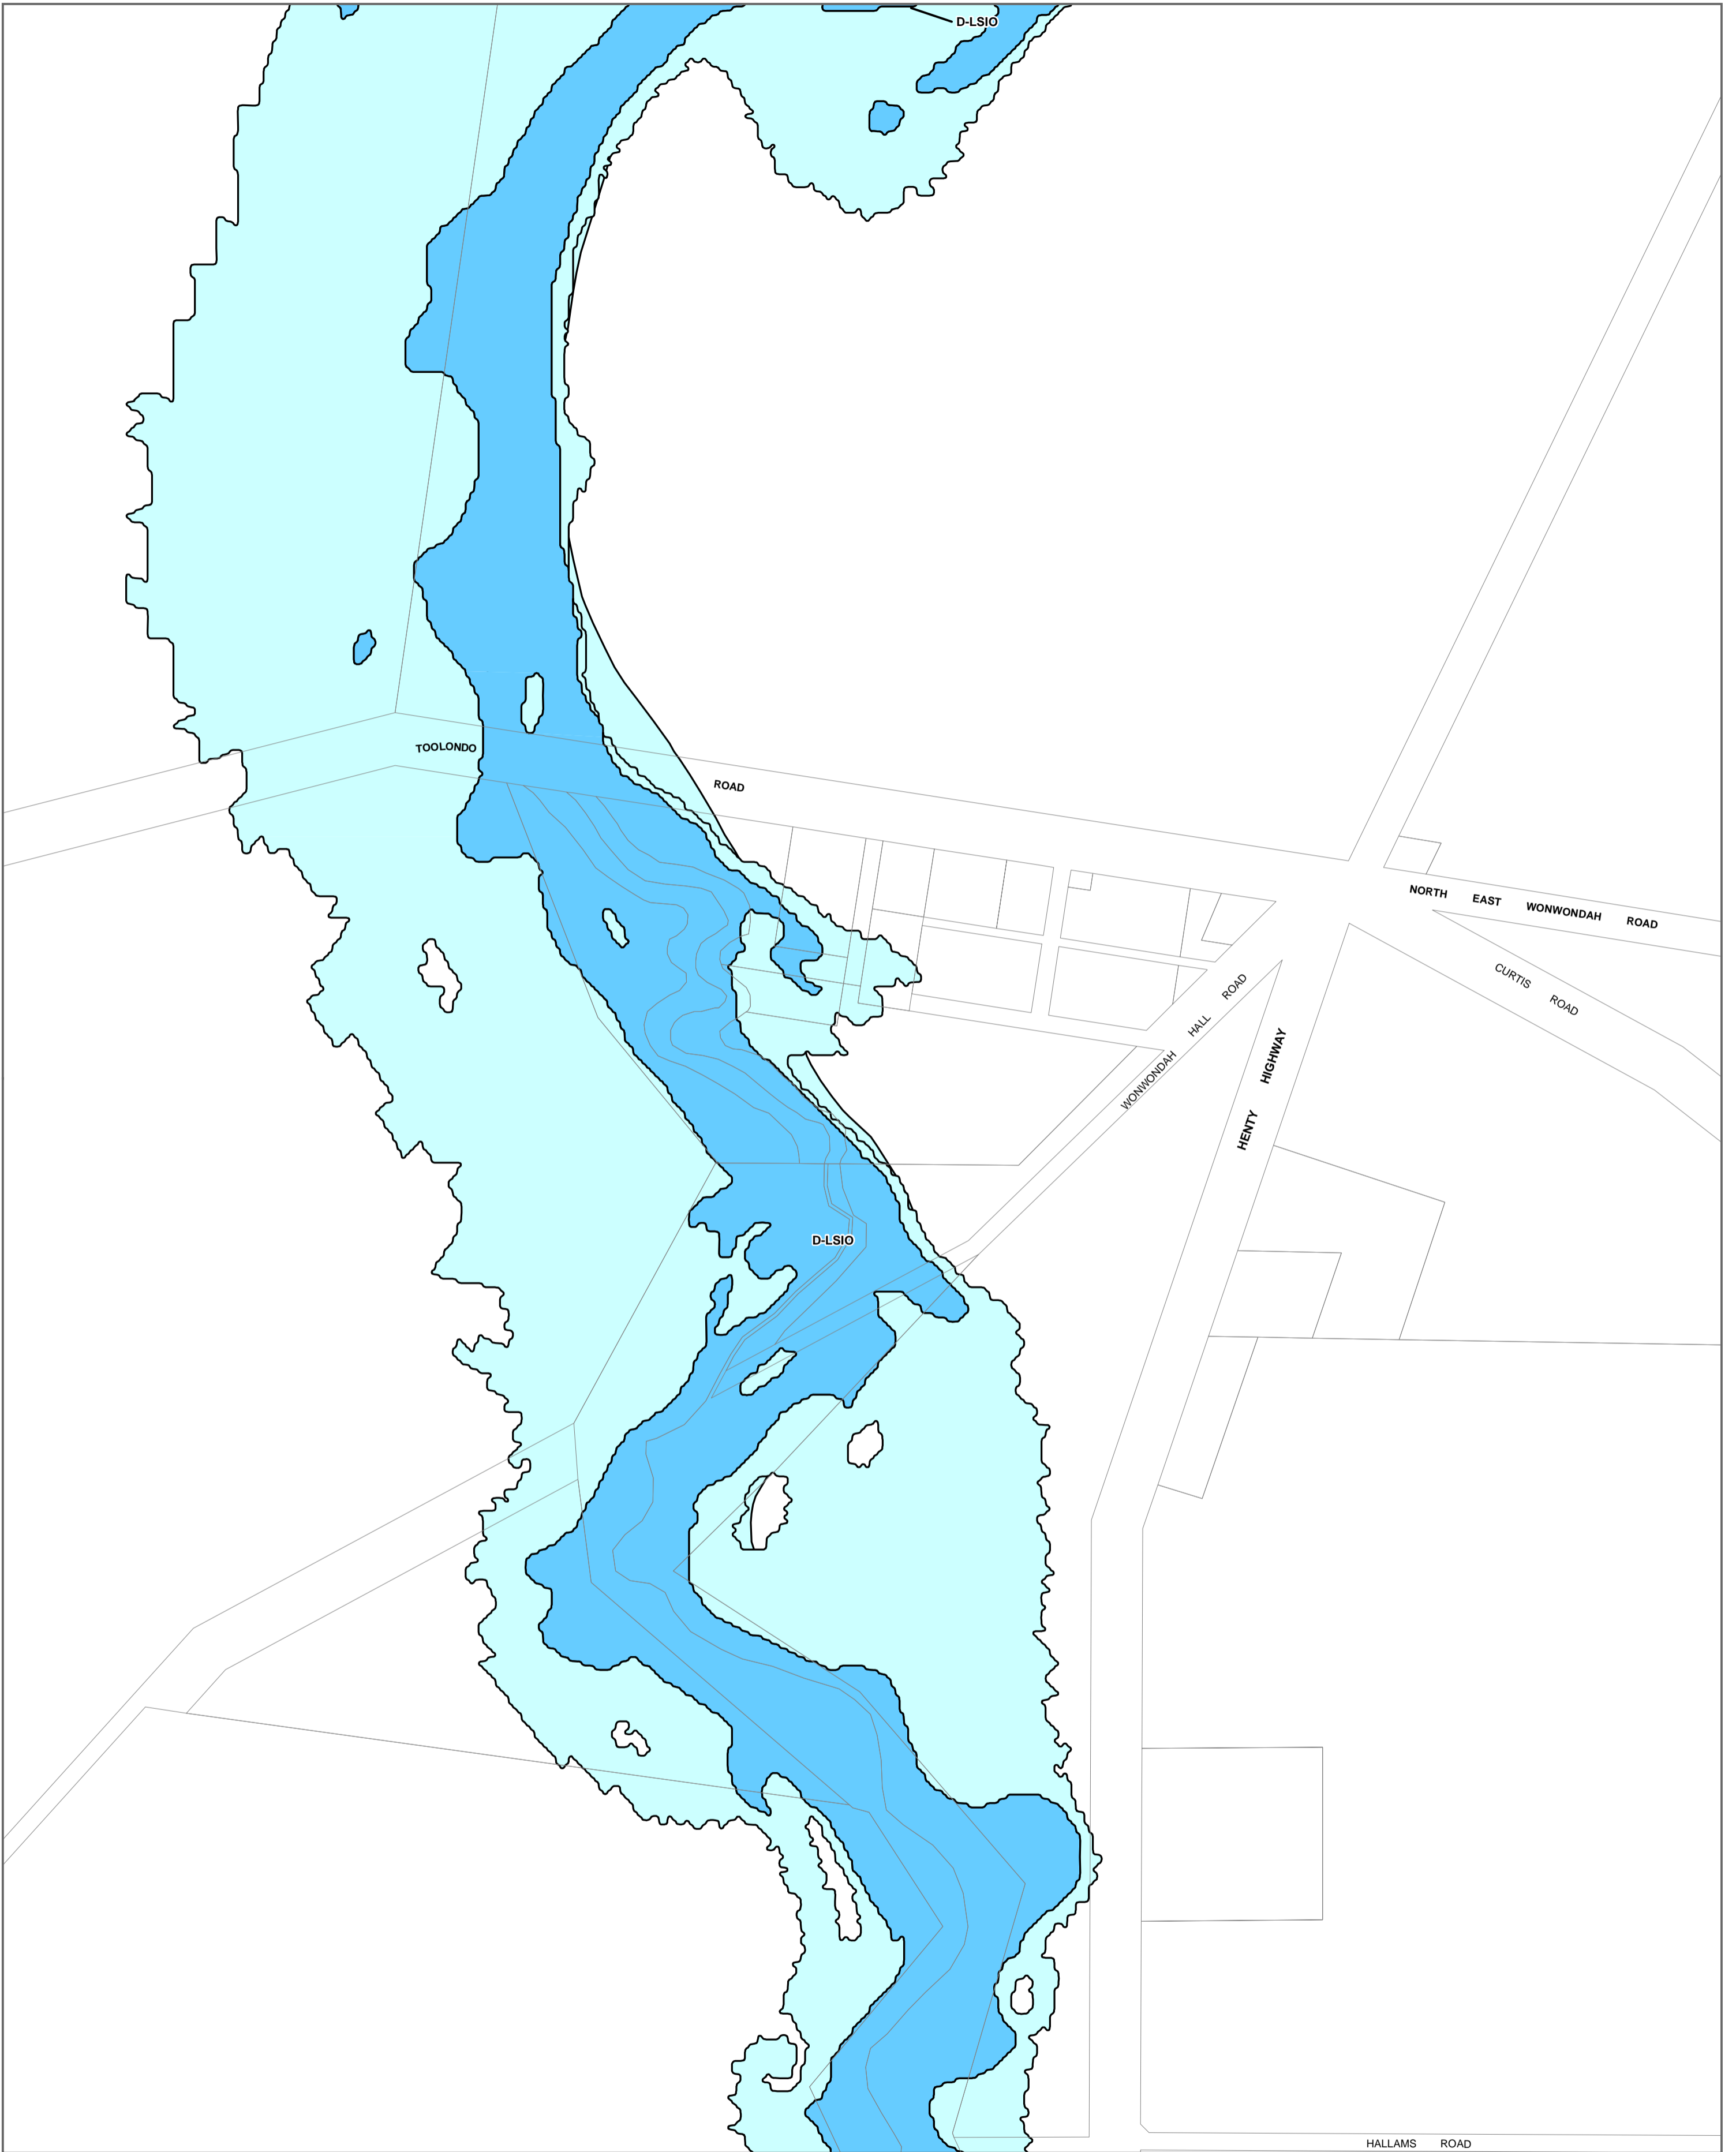 D-LSIO
TOOLONDO ROAD
NORTH EAST WONWONDAH ROAD
CURTIS ROAD
WONWONDAH HALL ROAD
HENTY HIGHWAY
D-LSIO
HALLAMS ROAD